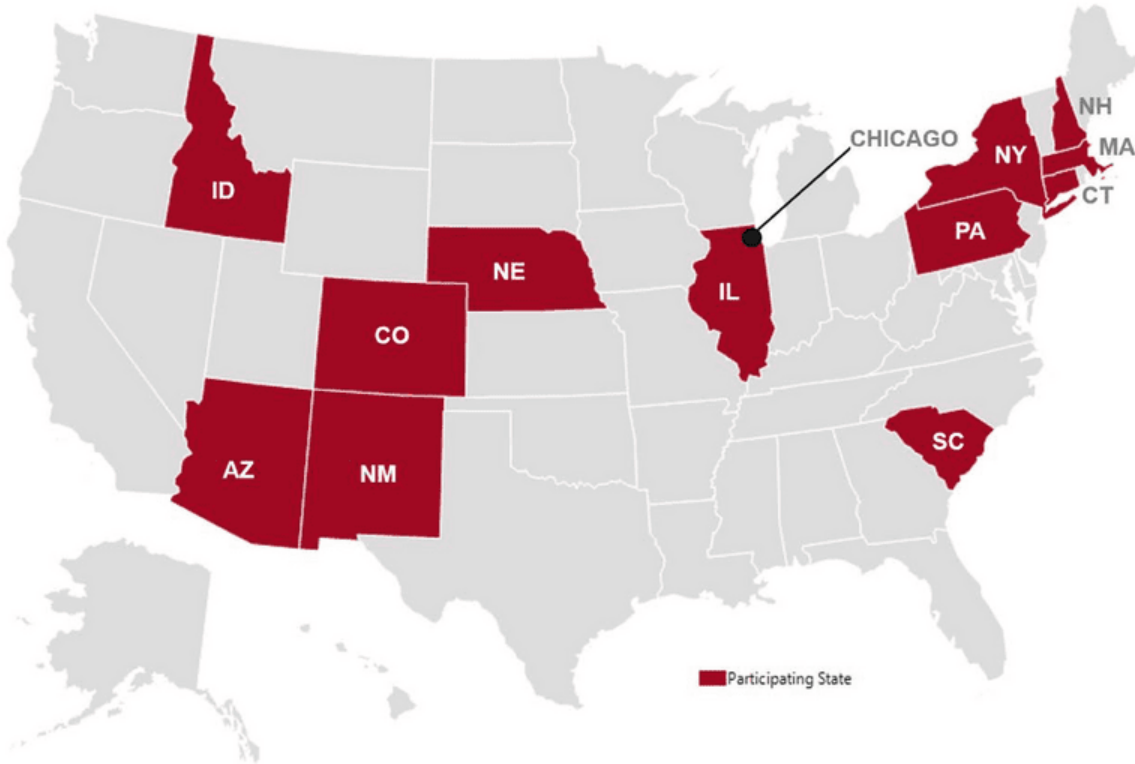 NH
CHICAGO
MA
NY
ID
CT
PA
NE
IL
CO
SC
AZ
NM
Participating State